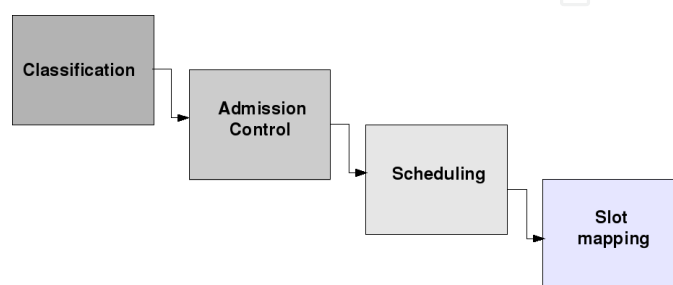 Classification
Admission
Control
Scheduling
Slot
mapping